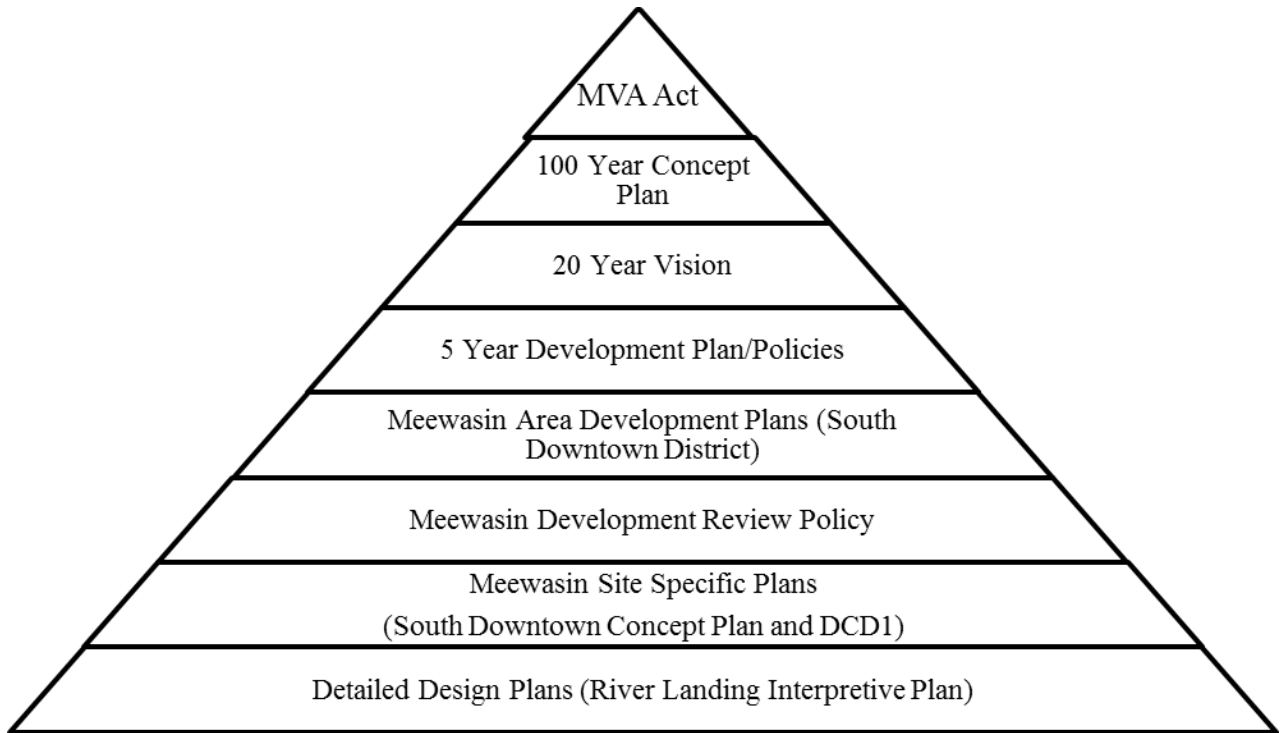 MVA Act
100 Year Concept
Plan
20 Year Vision
5 Year Development Plan/Policies
Meewasin Area Development Plans (South
Downtown District)
Meewasin Development Review Policy
Meewasin Site Specific Plans
(South Downtown Concept Plan and DCD1)
Detailed Design Plans (River Landing Interpretive Plan)